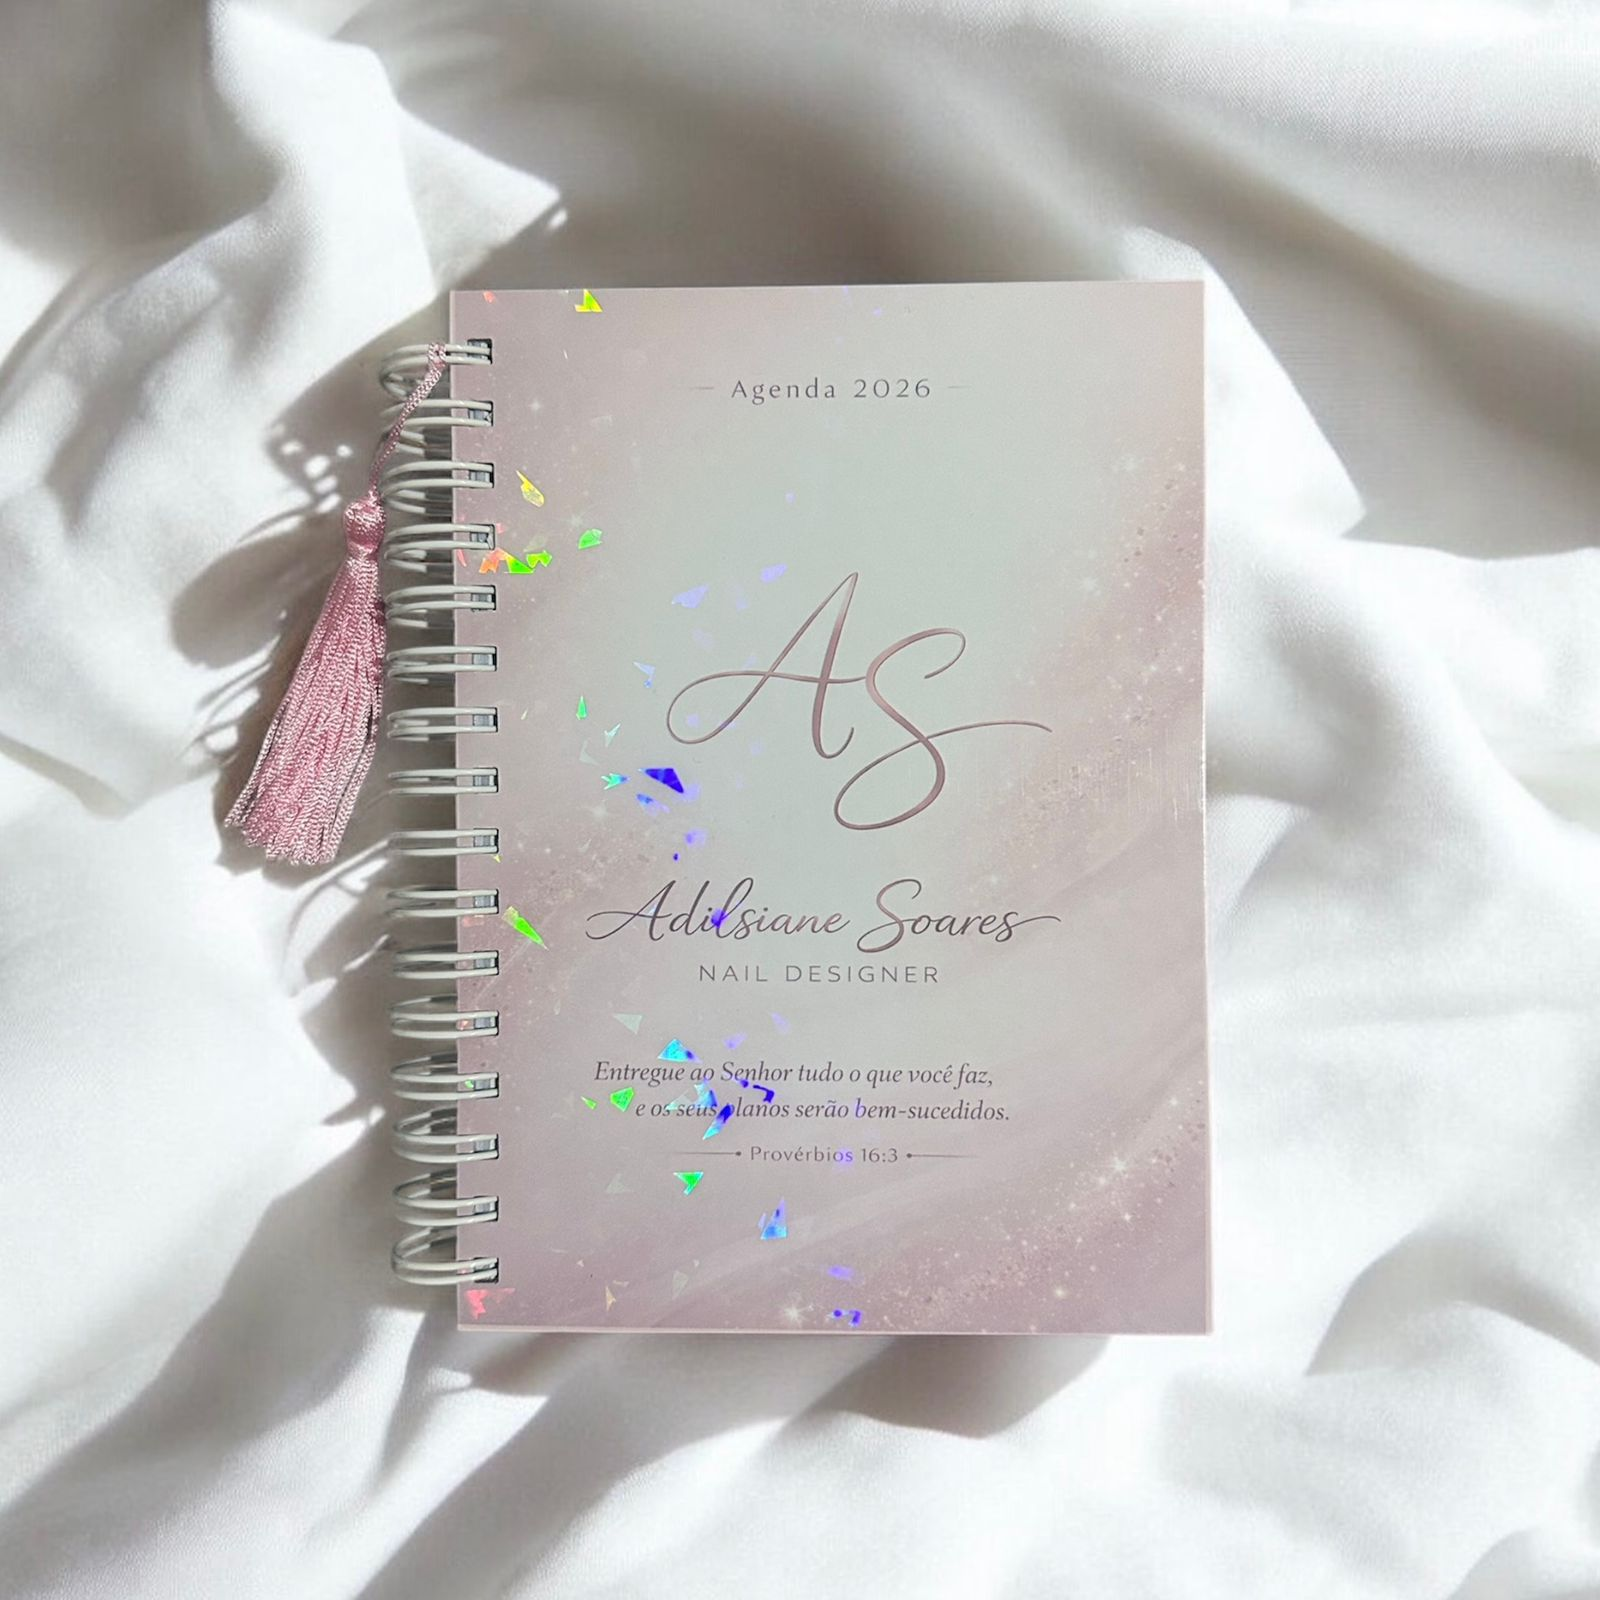 Agenda 2026
AS
Adilsiane Soares
NAIL DESIGNER
Entregue ao Senhor tudo o que você faz,
e os seus planos serão bem-sucedidos.
Provérbios 16:3